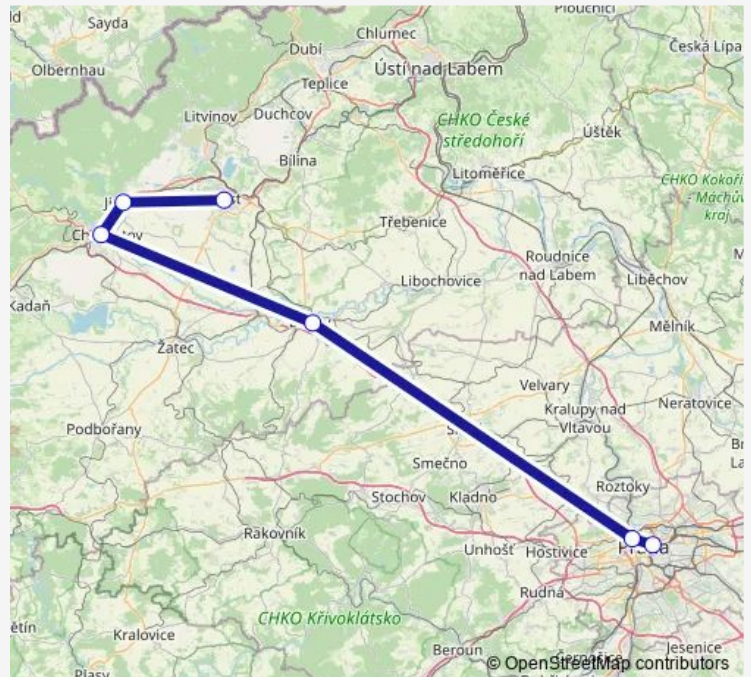 Sayda
Chlumec
Dubí
Česká Lípa
Olbernhau
Teplice
Ústí nad Labem
Litvínov
Duchcov
CHKO České
středohoří
Úštěk
Bílina
Litoměřice
CHKO Kokoří
- Máchův
kraj
Třebenice
Roudnice
nad Labem
Libochovice
Liběchov
Kadaň
Mělník
Žatec
Velvary
Neratovice
Kralupy nad
Vltavou
Podbořany
Smečno
Roztoky
Stochov
Kladno
Rakovník
Unhošť
Hostivice
Rudná
CHKO Křivoklátsko
Kralovice
Beroun
Jesenice
© OpenStreetMap contributors